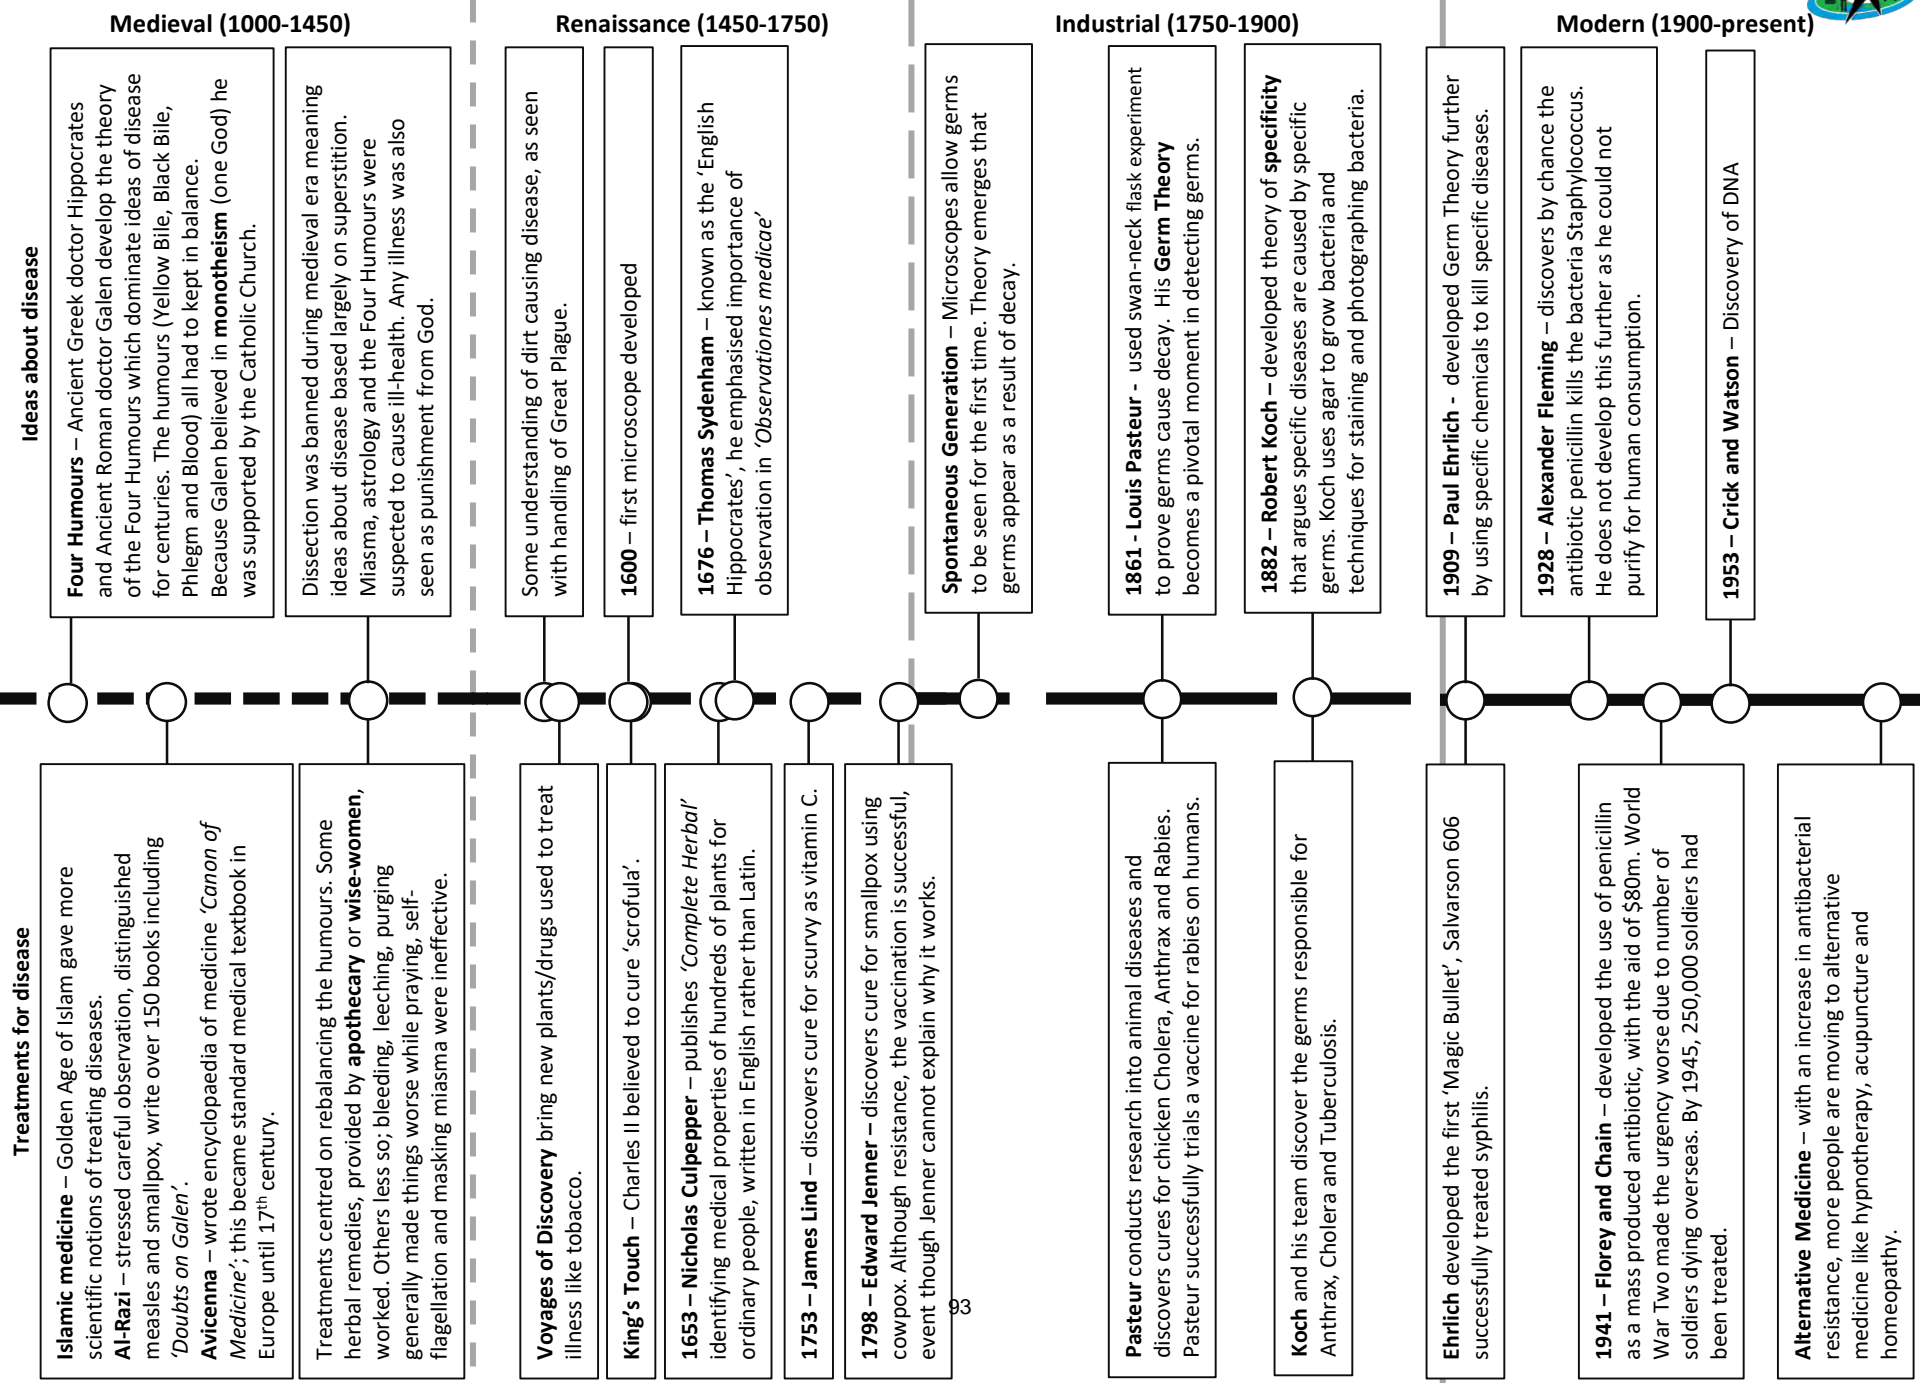 Medieval (1000-1450)
Renaissance (1450-1750)
Industrial (1750-1900)
Modern (1900-present)
Ideas about disease
Four Humours – Ancient Greek doctor Hippocrates
and Ancient Roman doctor Galen develop the theory
of the Four Humours which dominate ideas of disease
for centuries. The humours (Yellow Bile, Black Bile,
Phlegm and Blood) all had to kept in balance.
Because Galen believed in monotheism (one God) he
was supported by the Catholic Church.
Dissection was banned during medieval era meaning
ideas about disease based largely on superstition.
Miasma, astrology and the Four Humours were
suspected to cause ill-health. Any illness was also
seen as punishment from God.
Some understanding of dirt causing disease, as seen
with handling of Great Plague.
1600 – first microscope developed
1676 – Thomas Sydenham – known as the ‘English
Hippocrates’, he emphasised importance of
observation in ‘Observationes medicae’
Spontaneous Generation – Microscopes allow germs
to be seen for the first time. Theory emerges that
germs appear as a result of decay.
1861 - Louis Pasteur - used swan-neck flask experiment
to prove germs cause decay. His Germ Theory
becomes a pivotal moment in detecting germs.
1882 – Robert Koch – developed theory of specificity
that argues specific diseases are caused by specific
germs. Koch uses agar to grow bacteria and
techniques for staining and photographing bacteria.
1909 – Paul Ehrlich - developed Germ Theory further
by using specific chemicals to kill specific diseases.
1928 – Alexander Fleming – discovers by chance the
antibiotic penicillin kills the bacteria Staphylococcus.
He does not develop this further as he could not
purify for human consumption.
1953 – Crick and Watson – Discovery of DNA
Treatments for disease
Islamic medicine – Golden Age of Islam gave more
scientific notions of treating diseases.
Al-Razi – stressed careful observation, distinguished
measles and smallpox, write over 150 books including
‘Doubts on Galen’.
Avicenna – wrote encyclopaedia of medicine ‘Canon of
Medicine’; this became standard medical textbook in
Europe until 17th century.
Treatments centred on rebalancing the humours. Some
herbal remedies, provided by apothecary or wise-women,
worked. Others less so; bleeding, leeching, purging
generally made things worse while praying, self-
flagellation and masking miasma were ineffective.
Voyages of Discovery bring new plants/drugs used to treat
illness like tobacco.
King’s Touch – Charles II believed to cure ‘scrofula’.
1653 – Nicholas Culpepper – publishes ‘Complete Herbal’
identifying medical properties of hundreds of plants for
ordinary people, written in English rather than Latin.
1753 – James Lind – discovers cure for scurvy as vitamin C.
1798 – Edward Jenner – discovers cure for smallpox using
cowpox. Although resistance, the vaccination is successful,
event though Jenner cannot explain why it works.
Pasteur conducts research into animal diseases and
discovers cures for chicken Cholera, Anthrax and Rabies.
Pasteur successfully trials a vaccine for rabies on humans.
Koch and his team discover the germs responsible for
Anthrax, Cholera and Tuberculosis.
Ehrlich developed the first ‘Magic Bullet’, Salvarson 606
successfully treated syphilis.
1941 – Florey and Chain – developed the use of penicillin
as a mass produced antibiotic, with the aid of $80m. World
War Two made the urgency worse due to number of
soldiers dying overseas. By 1945, 250,000 soldiers had
been treated.
Alternative Medicine – with an increase in antibacterial
resistance, more people are moving to alternative
medicine like hypnotherapy, acupuncture and
homeopathy.
93